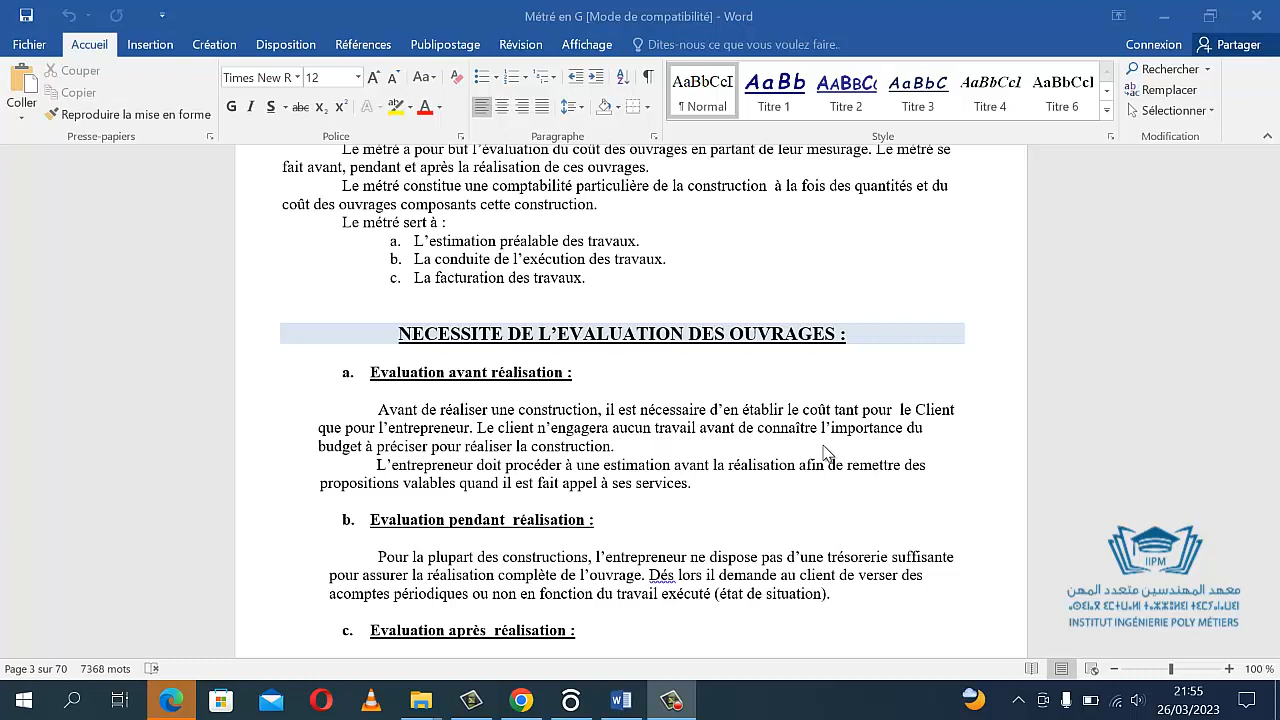 Métré en G [Mode de compatibilité] - Word
Fichier Accueil Insertion Création Disposition Références Publipostage Révision Affichage Dites-nous ce que vous voulez faire.. Connexion Partager
Coller
Couper
Copier
Reproduire la mise en forme
Presse-papiers
Times New R 12
G I S abc x₂ x² A A
Police
Paragraphe
AaBbCcI AaBb AaBbCc AaBbC AaBbCcI AaBbCcl
¶ Normal Titre 1 Titre 2 Titre 3 Titre 4 Titre 6
Style
Rechercher
Remplacer
Sélectionner
Modification
Le métré a pour but l'évaluation du coût des ouvrages en partant de leur mesurage. Le métré se
fait avant, pendant et après la réalisation de ces ouvrages.
Le métré constitue une comptabilité particulière de la construction à la fois des quantités et du
coût des ouvrages composants cette construction.
Le métré sert à :
a. L'estimation préalable des travaux.
b. La conduite de l'exécution des travaux.
c. La facturation des travaux.
NECESSITE DE L'EVALUATION DES OUVRAGES :
a. Evaluation avant réalisation :
Avant de réaliser une construction, il est nécessaire d'en établir le coût tant pour le Client
que pour l'entrepreneur. Le client n'engagera aucun travail avant de connaître l'importance du
budget à préciser pour réaliser la construction.
L'entrepreneur doit procéder à une estimation avant la réalisation afin de remettre des
propositions valables quand il est fait appel à ses services.
b. Evaluation pendant réalisation :
Pour la plupart des constructions, l'entrepreneur ne dispose pas d'une trésorerie suffisante
pour assurer la réalisation complète de l'ouvrage. Dés lors il demande au client de verser des
acomptes périodiques ou non en fonction du travail exécuté (état de situation).
c. Evaluation après réalisation :
IIPM
معهد المهندسين متعدد المهن
INSTITUT INGÉNIERIE POLY MÉTIERS
Page 3 sur 70 7368 mots 100 %
21:55
26/03/2023